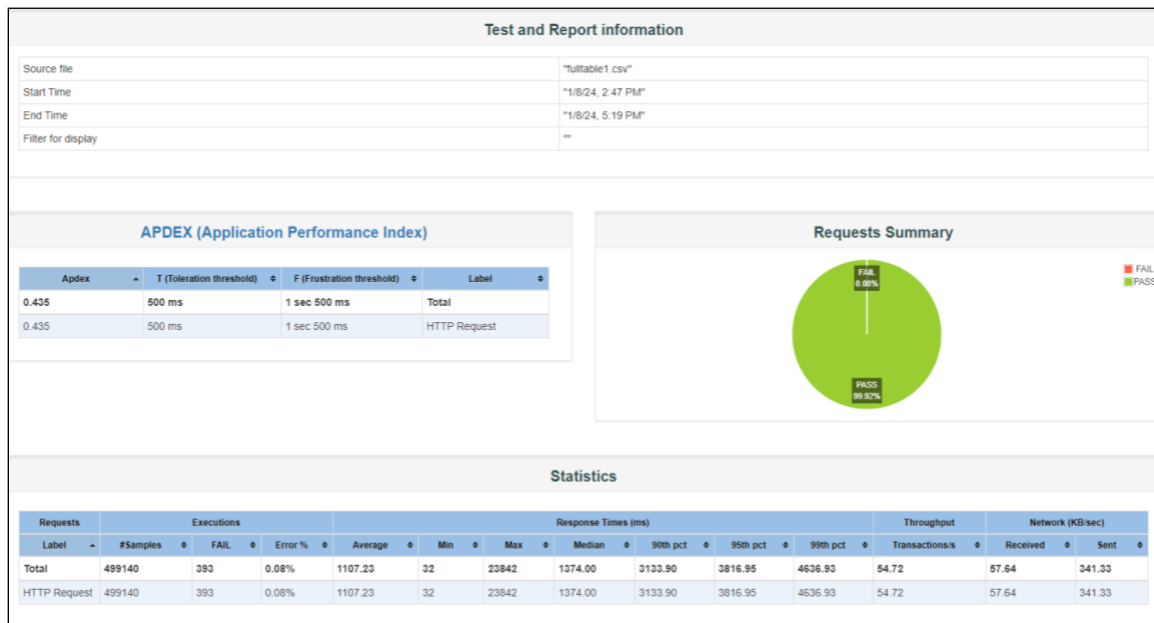 Test and Report information
Source file "fulltable1.csv"
Start Time "1/8/24, 2:47 PM"
End Time "1/8/24, 5:19 PM"
Filter for display ""
APDEX (Application Performance Index)
Apdex T (Toleration threshold) F (Frustration threshold) Label
0.435 500 ms 1 sec 500 ms Total
0.435 500 ms 1 sec 500 ms HTTP Request
Requests Summary
FAIL
0.08%
PASS
99.92%
FAIL
PASS
Statistics
Requests Executions Response Times (ms) Throughput Network (KB/sec)
Label #Samples FAIL Error % Average Min Max Median 90th pct 95th pct 99th pct Transactions/s Received Sent
Total 499140 393 0.08% 1107.23 32 23842 1374.00 3133.90 3816.95 4636.93 54.72 57.64 341.33
HTTP Request 499140 393 0.08% 1107.23 32 23842 1374.00 3133.90 3816.95 4636.93 54.72 57.64 341.33